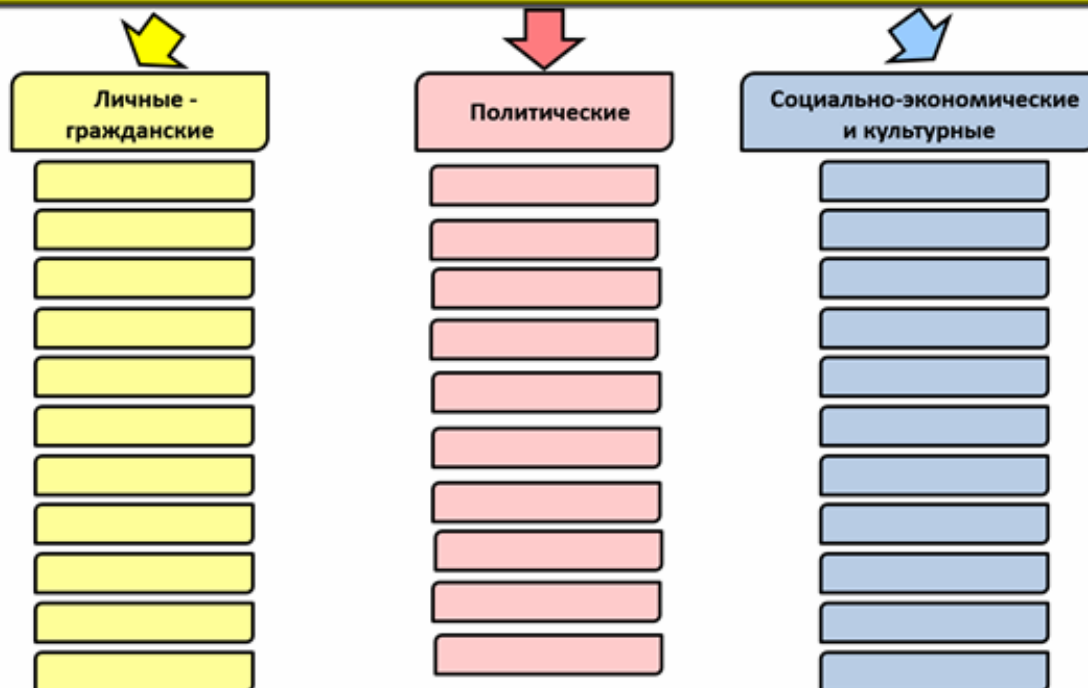 Личные -
гражданские
Политические
Социально-экономические
и культурные